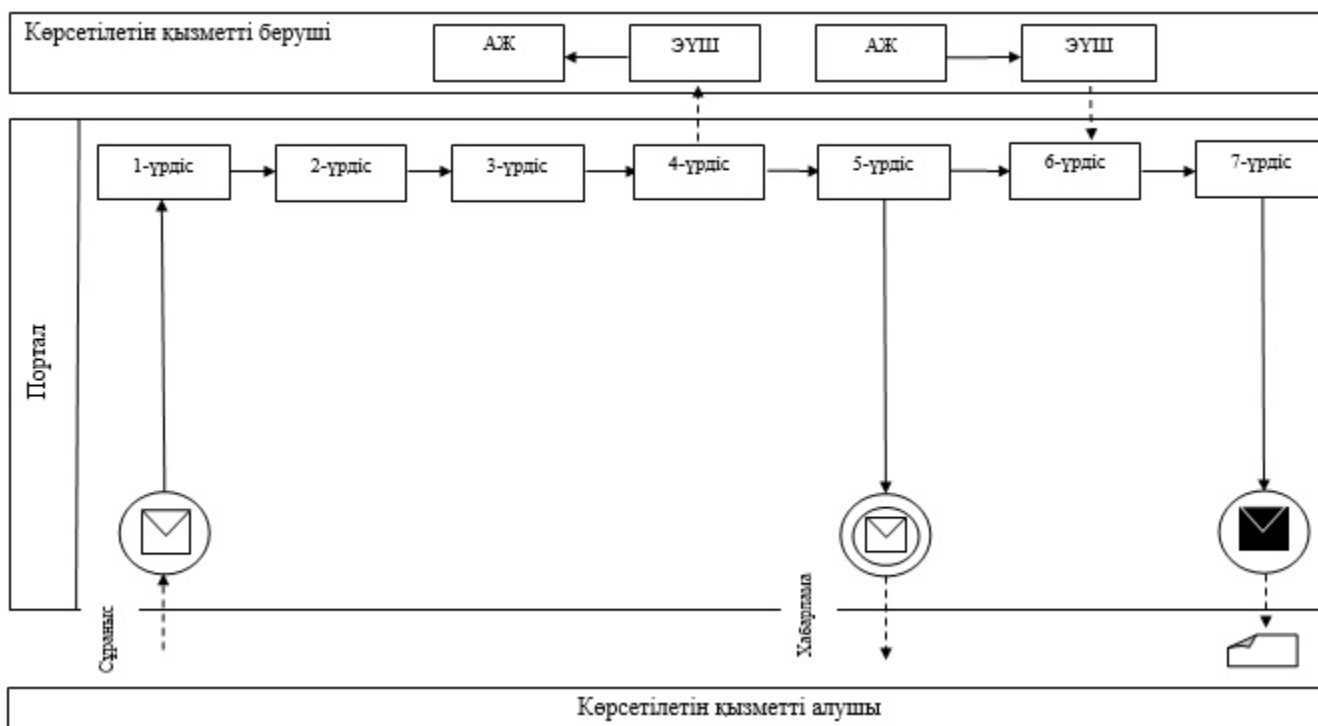 Көрсетілетін қызметті беруші
АЖ
ЭҮШ
АЖ
ЭҮШ
Портал
1-үрдіс
2-үрдіс
3-үрдіс
4-үрдіс
5-үрдіс
6-үрдіс
7-үрдіс
Сұраныс
Хабарлама
Көрсетілетін қызметті алушы